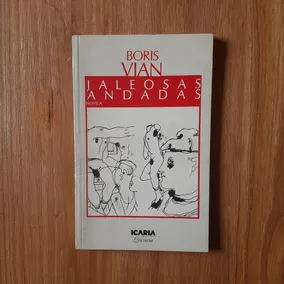 BORIS
VIAN
JALEOSAS
ANDADAS
NOVELA
ICARIA
Literaria